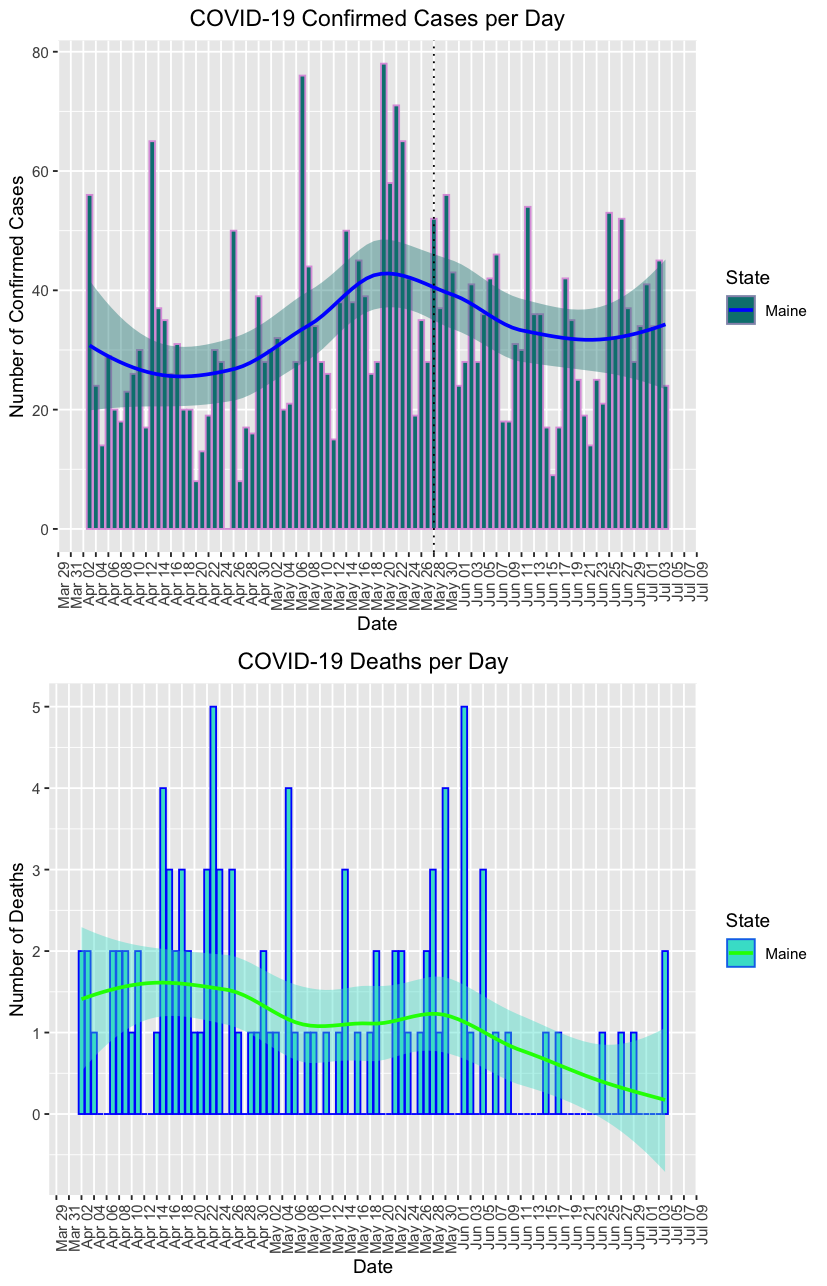 COVID-19 Confirmed Cases per Day
Number of Confirmed Cases
80
60
40
20
0
Mar 29
Mar 31
Apr 02
Apr 04
Apr 06
Apr 08
Apr 10
Apr 12
Apr 14
Apr 16
Apr 18
Apr 20
Apr 22
Apr 24
Apr 26
Apr 28
Apr 30
May 02
May 04
May 06
May 08
May 10
May 12
May 14
May 16
May 18
May 20
May 22
May 24
May 26
May 28
May 30
Jun 01
Jun 03
Jun 05
Jun 07
Jun 09
Jun 11
Jun 13
Jun 15
Jun 17
Jun 19
Jun 21
Jun 23
Jun 25
Jun 27
Jun 29
Jul 01
Jul 03
Jul 05
Jul 07
Jul 09
Date
State
Maine
COVID-19 Deaths per Day
Number of Deaths
5
4
3
2
1
0
Mar 29
Mar 31
Apr 02
Apr 04
Apr 06
Apr 08
Apr 10
Apr 12
Apr 14
Apr 16
Apr 18
Apr 20
Apr 22
Apr 24
Apr 26
Apr 28
Apr 30
May 02
May 04
May 06
May 08
May 10
May 12
May 14
May 16
May 18
May 20
May 22
May 24
May 26
May 28
May 30
Jun 01
Jun 03
Jun 05
Jun 07
Jun 09
Jun 11
Jun 13
Jun 15
Jun 17
Jun 19
Jun 21
Jun 23
Jun 25
Jun 27
Jun 29
Jul 01
Jul 03
Jul 05
Jul 07
Jul 09
Date
State
Maine